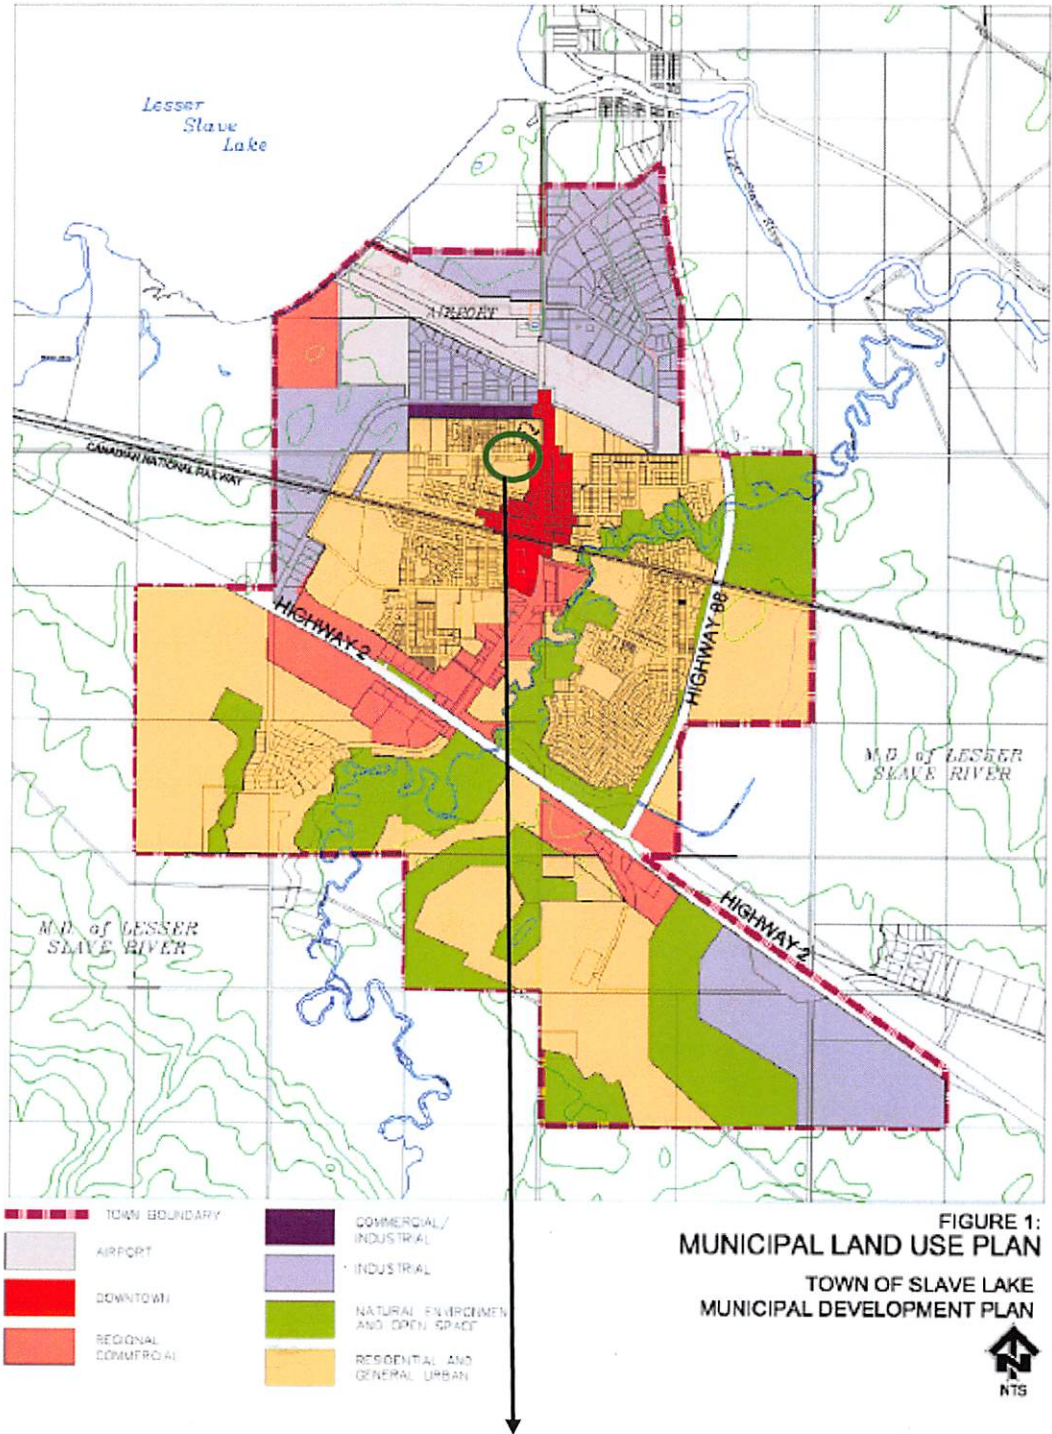 Lesser
Slave
Lake
AIRPORT
CANADIAN NATIONAL RAILWAY
HIGHWAY 2
HIGHWAY 88
M.D. of LESSER
SLAVE RIVER
M.D. of LESSER
SLAVE RIVER
HIGHWAY 2
TOWN BOUNDARY
AIRPORT
DOWNTOWN
REGIONAL
COMMERCIAL
COMMERCIAL/
INDUSTRIAL
INDUSTRIAL
NATURAL ENVIRONMEN
AND OPEN SPACE
RESIDENTIAL AND
GENERAL URBAN
FIGURE 1:
MUNICIPAL LAND USE PLAN
TOWN OF SLAVE LAKE
MUNICIPAL DEVELOPMENT PLAN
N
NTS